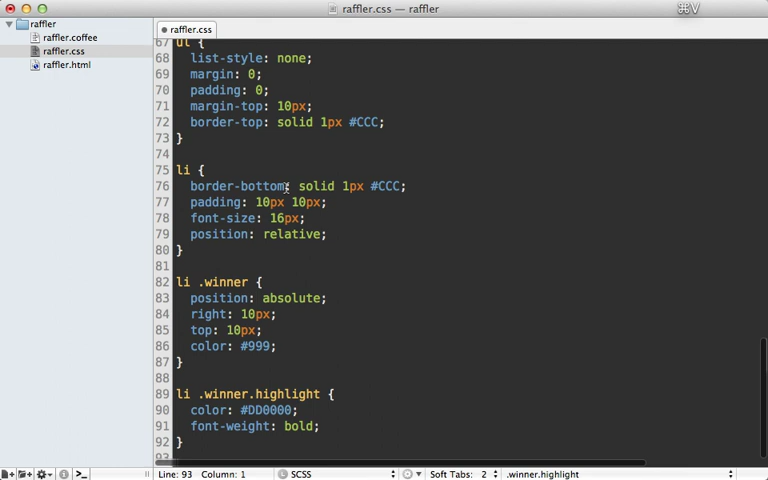 raffler.css — raffler
⌘V
raffler
raffler.coffee
raffler.css
raffler.html
raffler.css
67 ul {
68 list-style: none;
69 margin: 0;
70 padding: 0;
71 margin-top: 10px;
72 border-top: solid 1px #CCC;
73 }
74
75 li {
76 border-bottom: solid 1px #CCC;
77 padding: 10px 10px;
78 font-size: 16px;
79 position: relative;
80 }
81
82 li .winner {
83 position: absolute;
84 right: 10px;
85 top: 10px;
86 color: #999;
87 }
88
89 li .winner.highlight {
90 color: #DD0000;
91 font-weight: bold;
92 }
93
Line: 93 Column: 1 SCSS Soft Tabs: 2 .winner.highlight